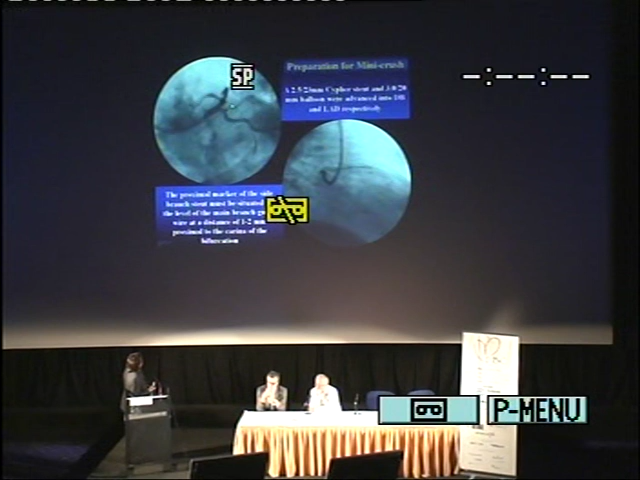 SP
Preparation for Mini-crush
A 2.5/23mm Cypher stent and 3.0/20
mm balloon were advanced into DB
and LAD respectively
--:--:--
The proximal marker of the side
branch stent must be situated
the level of the main branch
wire at a distance of 1-2 mm
proximal to the carina of the
bifurcation
P-MENU